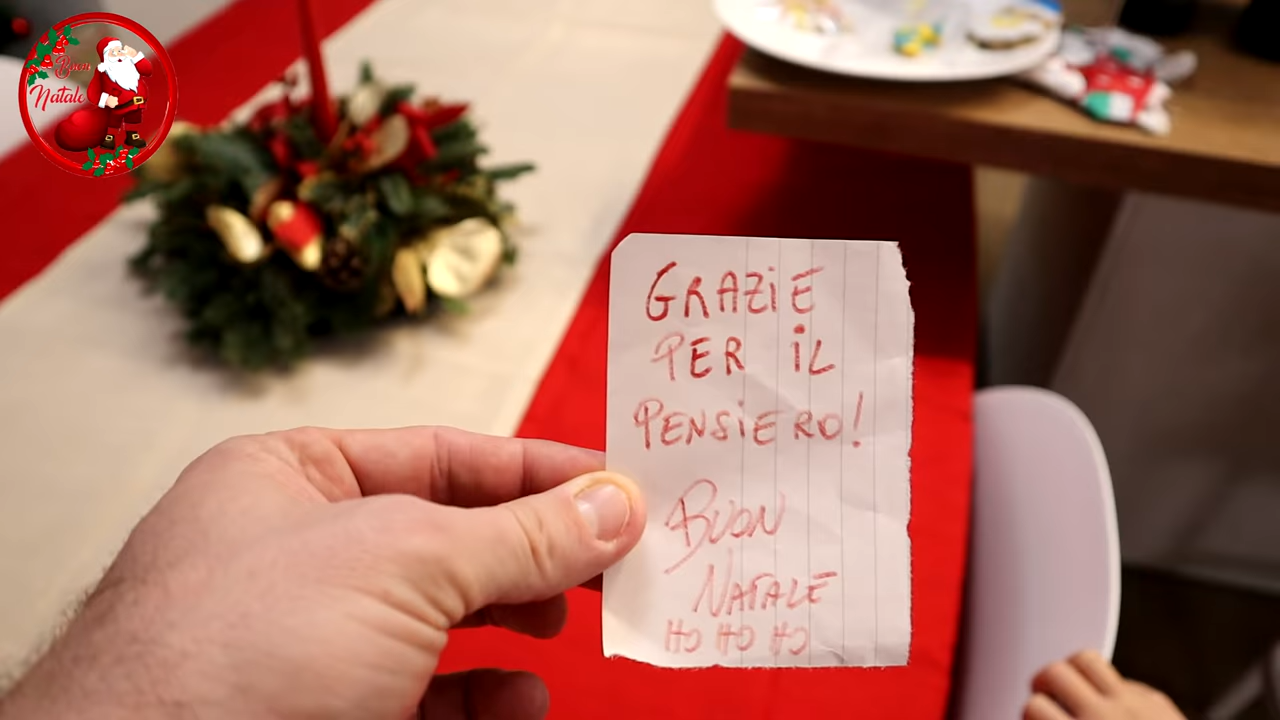 Buon
Natale
GRAZiE
PER iL
PENSiERO!
BUON
NATALE
HO HO HO